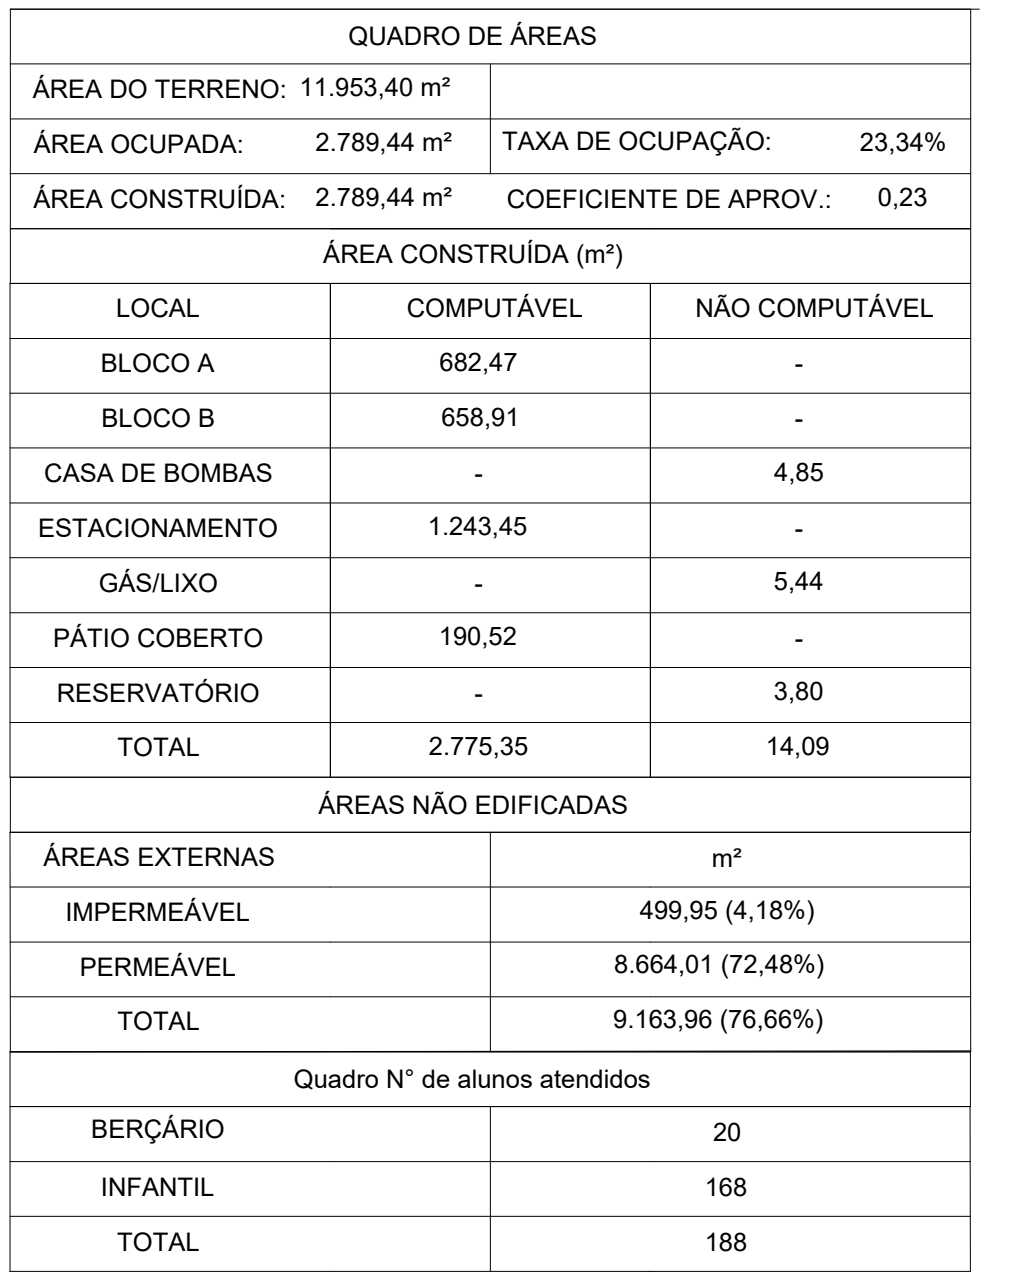 QUADRO DE ÁREAS
ÁREA DO TERRENO: 11.953,40 m²
ÁREA OCUPADA: 2.789,44 m² TAXA DE OCUPAÇÃO: 23,34%
ÁREA CONSTRUÍDA: 2.789,44 m² COEFICIENTE DE APROV.: 0,23
ÁREA CONSTRUÍDA (m²)
LOCAL COMPUTÁVEL NÃO COMPUTÁVEL
BLOCO A 682,47 -
BLOCO B 658,91 -
CASA DE BOMBAS - 4,85
ESTACIONAMENTO 1.243,45 -
GÁS/LIXO - 5,44
PÁTIO COBERTO 190,52 -
RESERVATÓRIO - 3,80
TOTAL 2.775,35 14,09
ÁREAS NÃO EDIFICADAS
ÁREAS EXTERNAS m²
IMPERMEÁVEL 499,95 (4,18%)
PERMEÁVEL 8.664,01 (72,48%)
TOTAL 9.163,96 (76,66%)
Quadro N° de alunos atendidos
BERÇÁRIO 20
INFANTIL 168
TOTAL 188